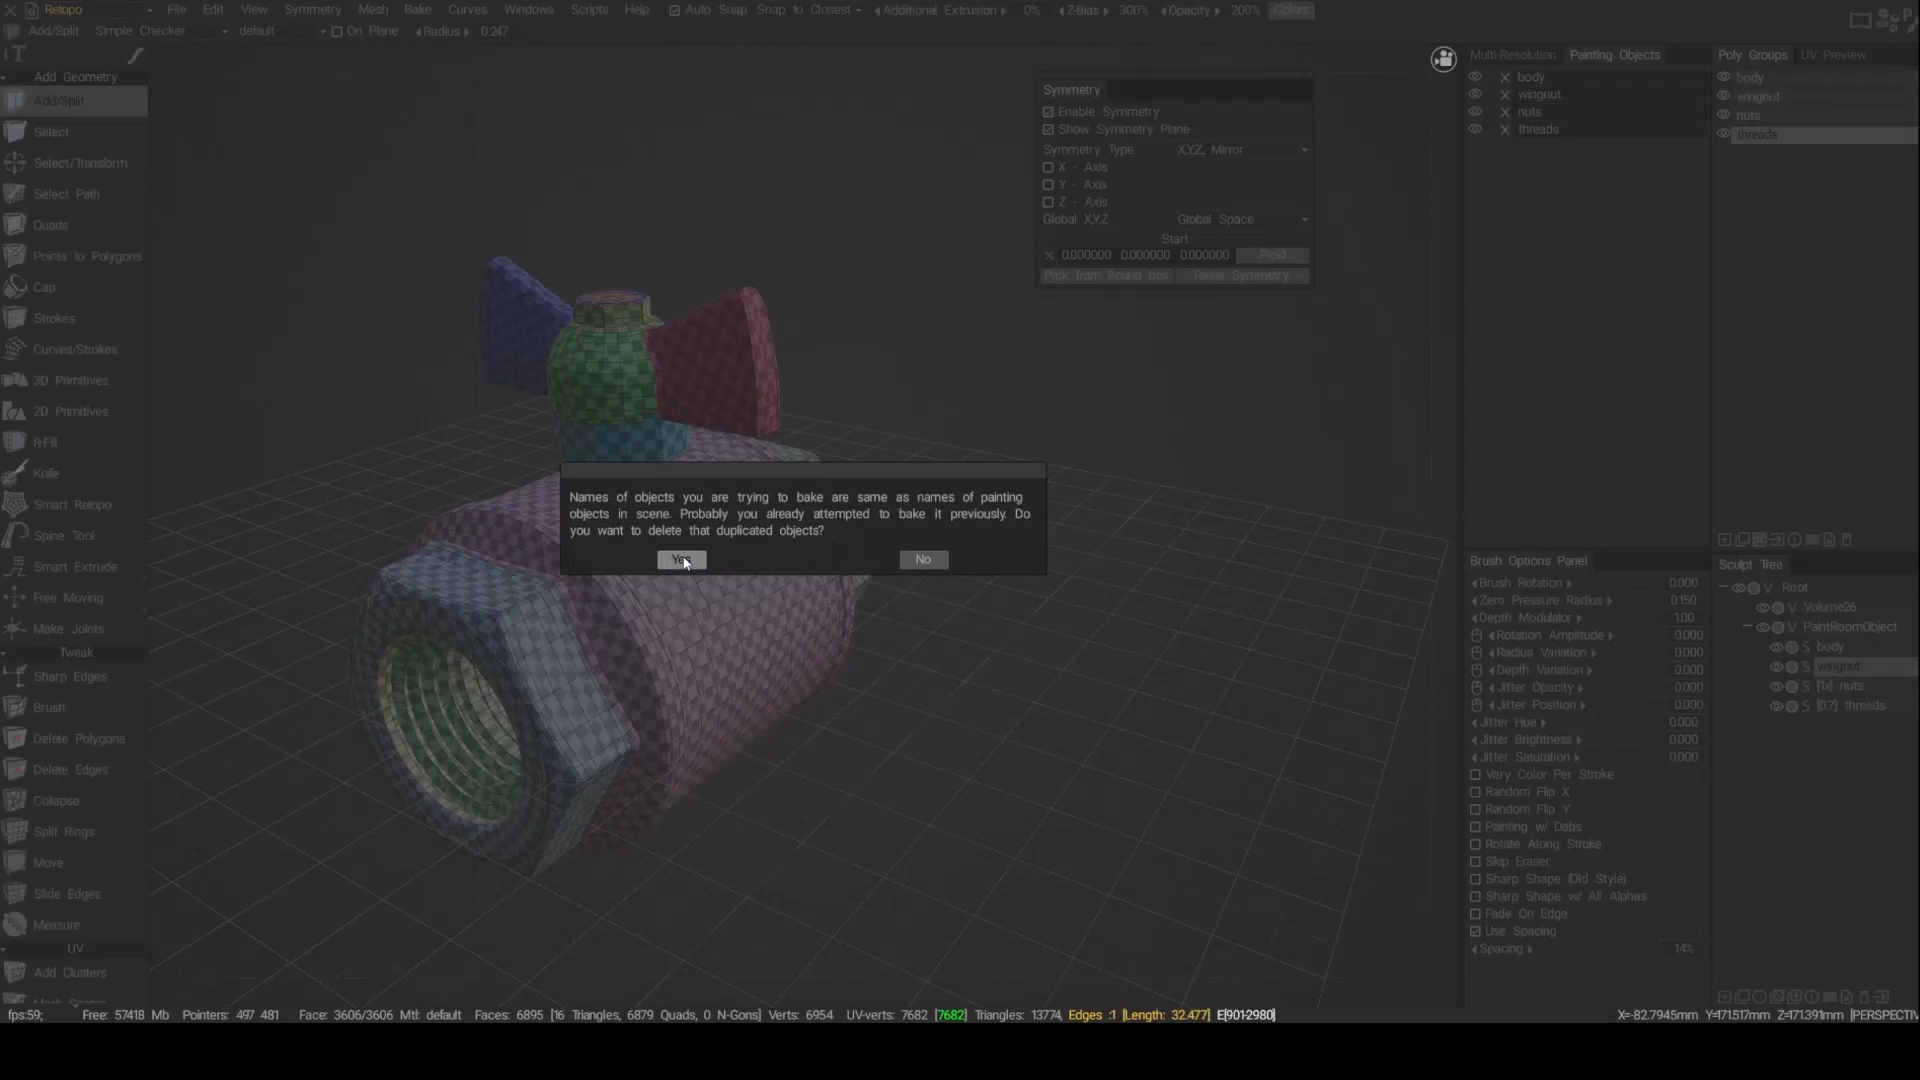 Retopo File Edit View Symmetry Mesh Bake Curves Windows Scripts Help Auto Snap Snap to Closest Additional Extrusion 0% Z-Bias 300% Opacity 200% Colors
Add/Split Simple Checker default On Plane Radius 0.247
Add Geometry
Add/Split
Select
Select/Transform
Select Path
Quads
Points to Polygons
Cap
Strokes
Curves/Strokes
3D Primitives
2D Primitives
R-Fill
Knife
Smart Retopo
Spine Tool
Smart Extrude
Free Moving
Make Joints
Tweak
Sharp Edges
Brush
Delete Polygons
Delete Edges
Collapse
Split Rings
Move
Slide Edges
Measure
UV
Add Clusters
Symmetry
Enable Symmetry
Show Symmetry Plane
Symmetry Type X,Y,Z, Mirror
X - Axis
Y - Axis
Z - Axis
Global X,Y,Z Global Space
Start
0.000000 0.000000 0.000000 Pick!
Pick from Bound Box Reset Symmetry
Names of objects you are trying to bake are same as names of painting
objects in scene. Probably you already attempted to bake it previously. Do
you want to delete that duplicated objects?
Yes No
Multi-Resolution Painting Objects
body
wingnut
nuts
threads
Poly Groups UV Preview
body
wingnut
nuts
threads
Brush Options Panel
Brush Rotation 0.000
Zero Pressure Radius 0.150
Depth Modulator 1.00
Rotation Amplitude 0.000
Radius Variation 0.000
Depth Variation 0.000
Jitter Opacity 0.000
Jitter Position 0.000
Jitter Hue 0.000
Jitter Brightness 0.000
Jitter Saturation 0.000
Vary Color Per Stroke
Random Flip X
Random Flip Y
Painting w/ Dabs
Rotate Along Stroke
Skip Eraser
Sharp Shape (Old Style)
Sharp Shape w/ All Alphas
Fade On Edge
Use Spacing
Spacing 14%
Sculpt Tree
V Root
V Volume26
V PaintRoomObject
S body
S wingnut
S [1x] nuts
S [0.7] threads
fps:59; Free: 57418 Mb Pointers: 497 481 Face: 3606/3606 Mtl: default Faces: 6895 [16 Triangles, 6879 Quads, 0 N-Gons] Verts: 6954 UV-verts: 7682 [7682] Triangles: 13774, Edges :1 [Length: 32.477] E[901-2980] X=-82.7945mm Y=171.517mm Z=171.391mm [PERSPECTIV